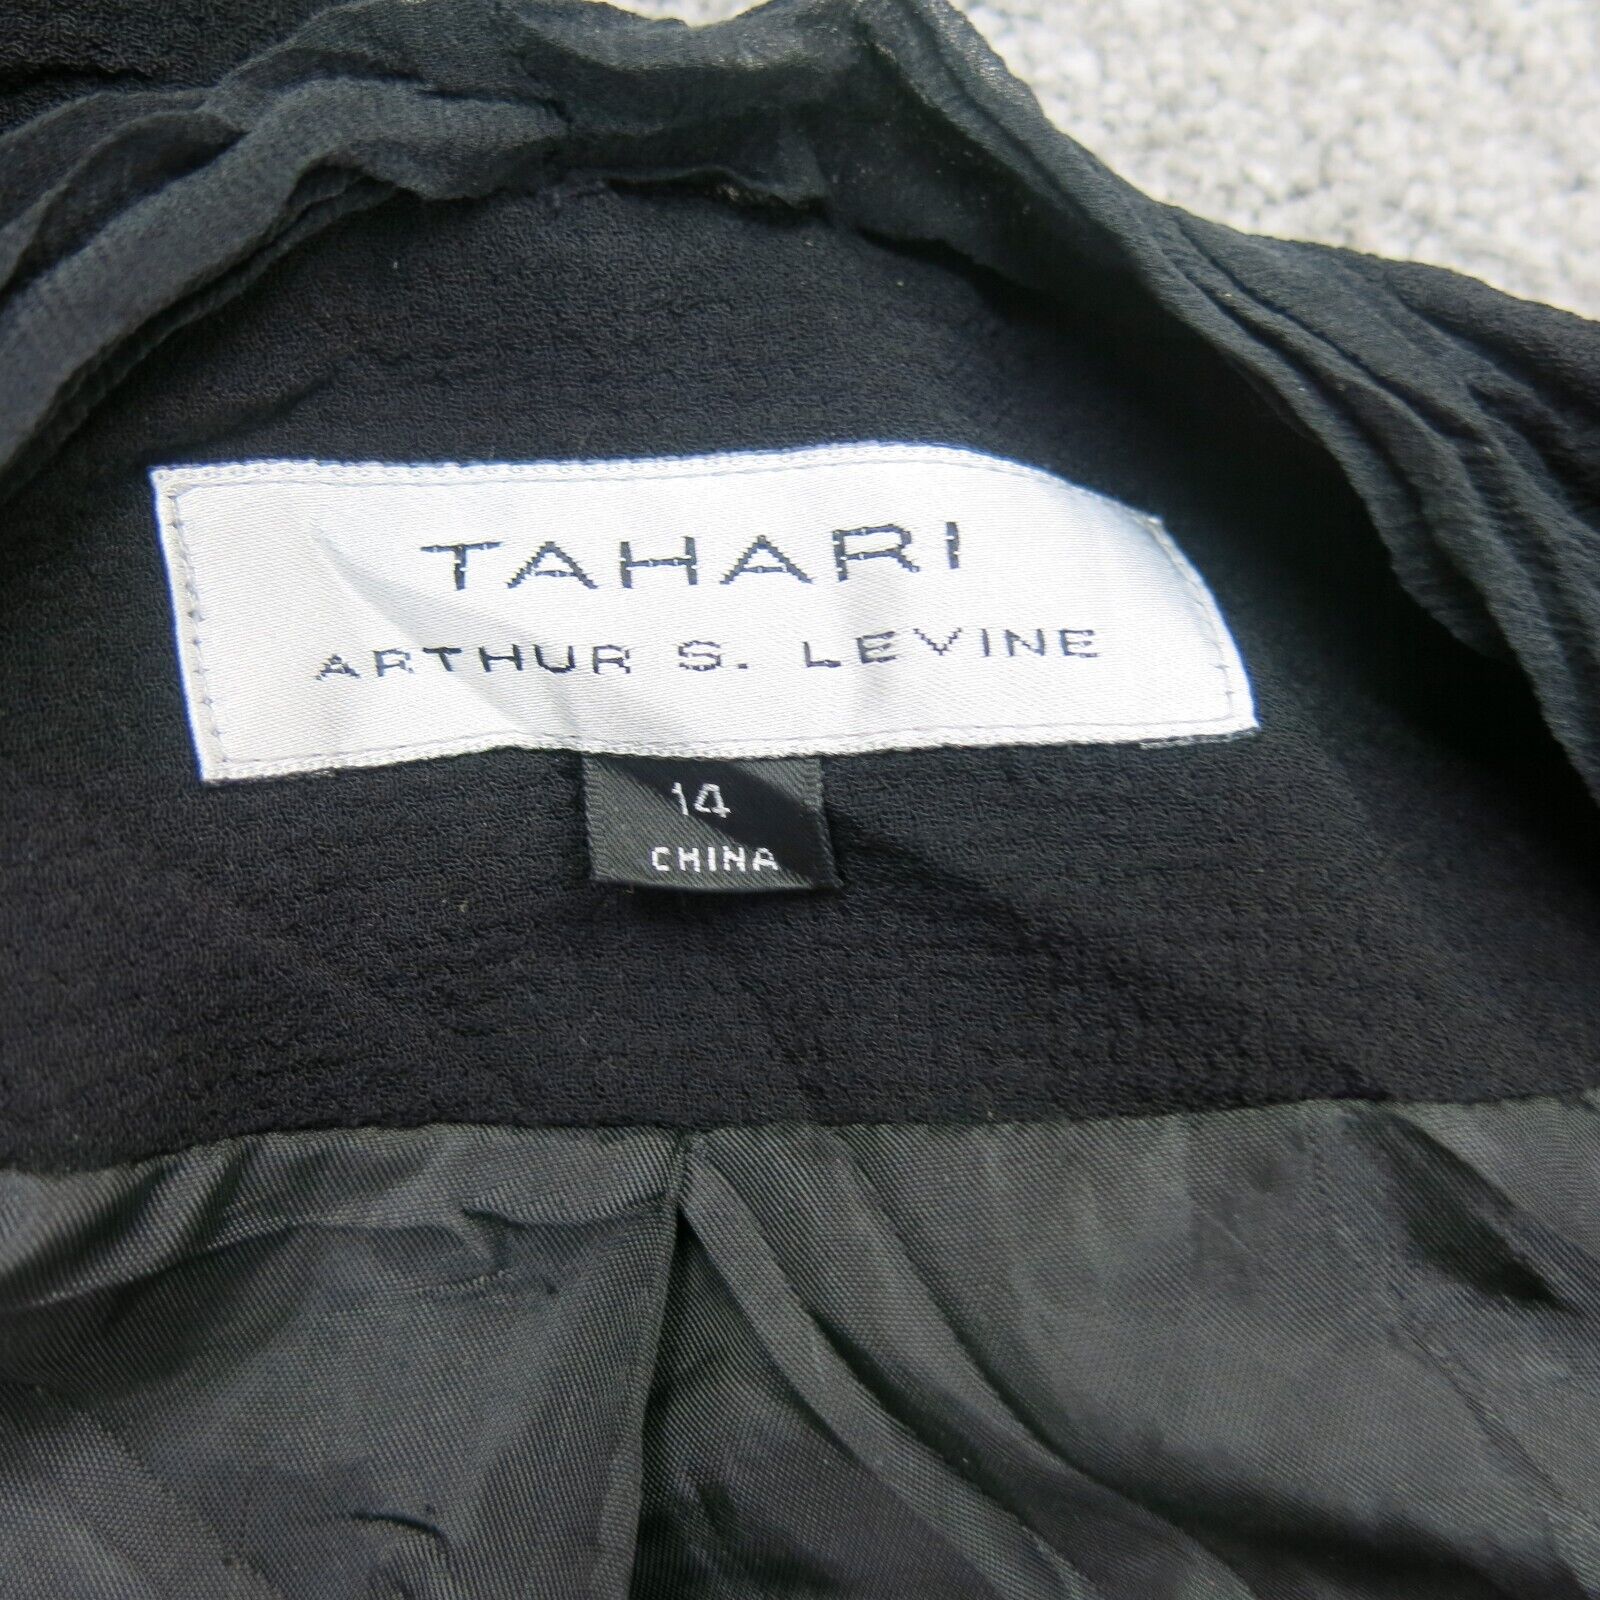 TAHARI
ARTHUR S. LEVINE
14
CHINA